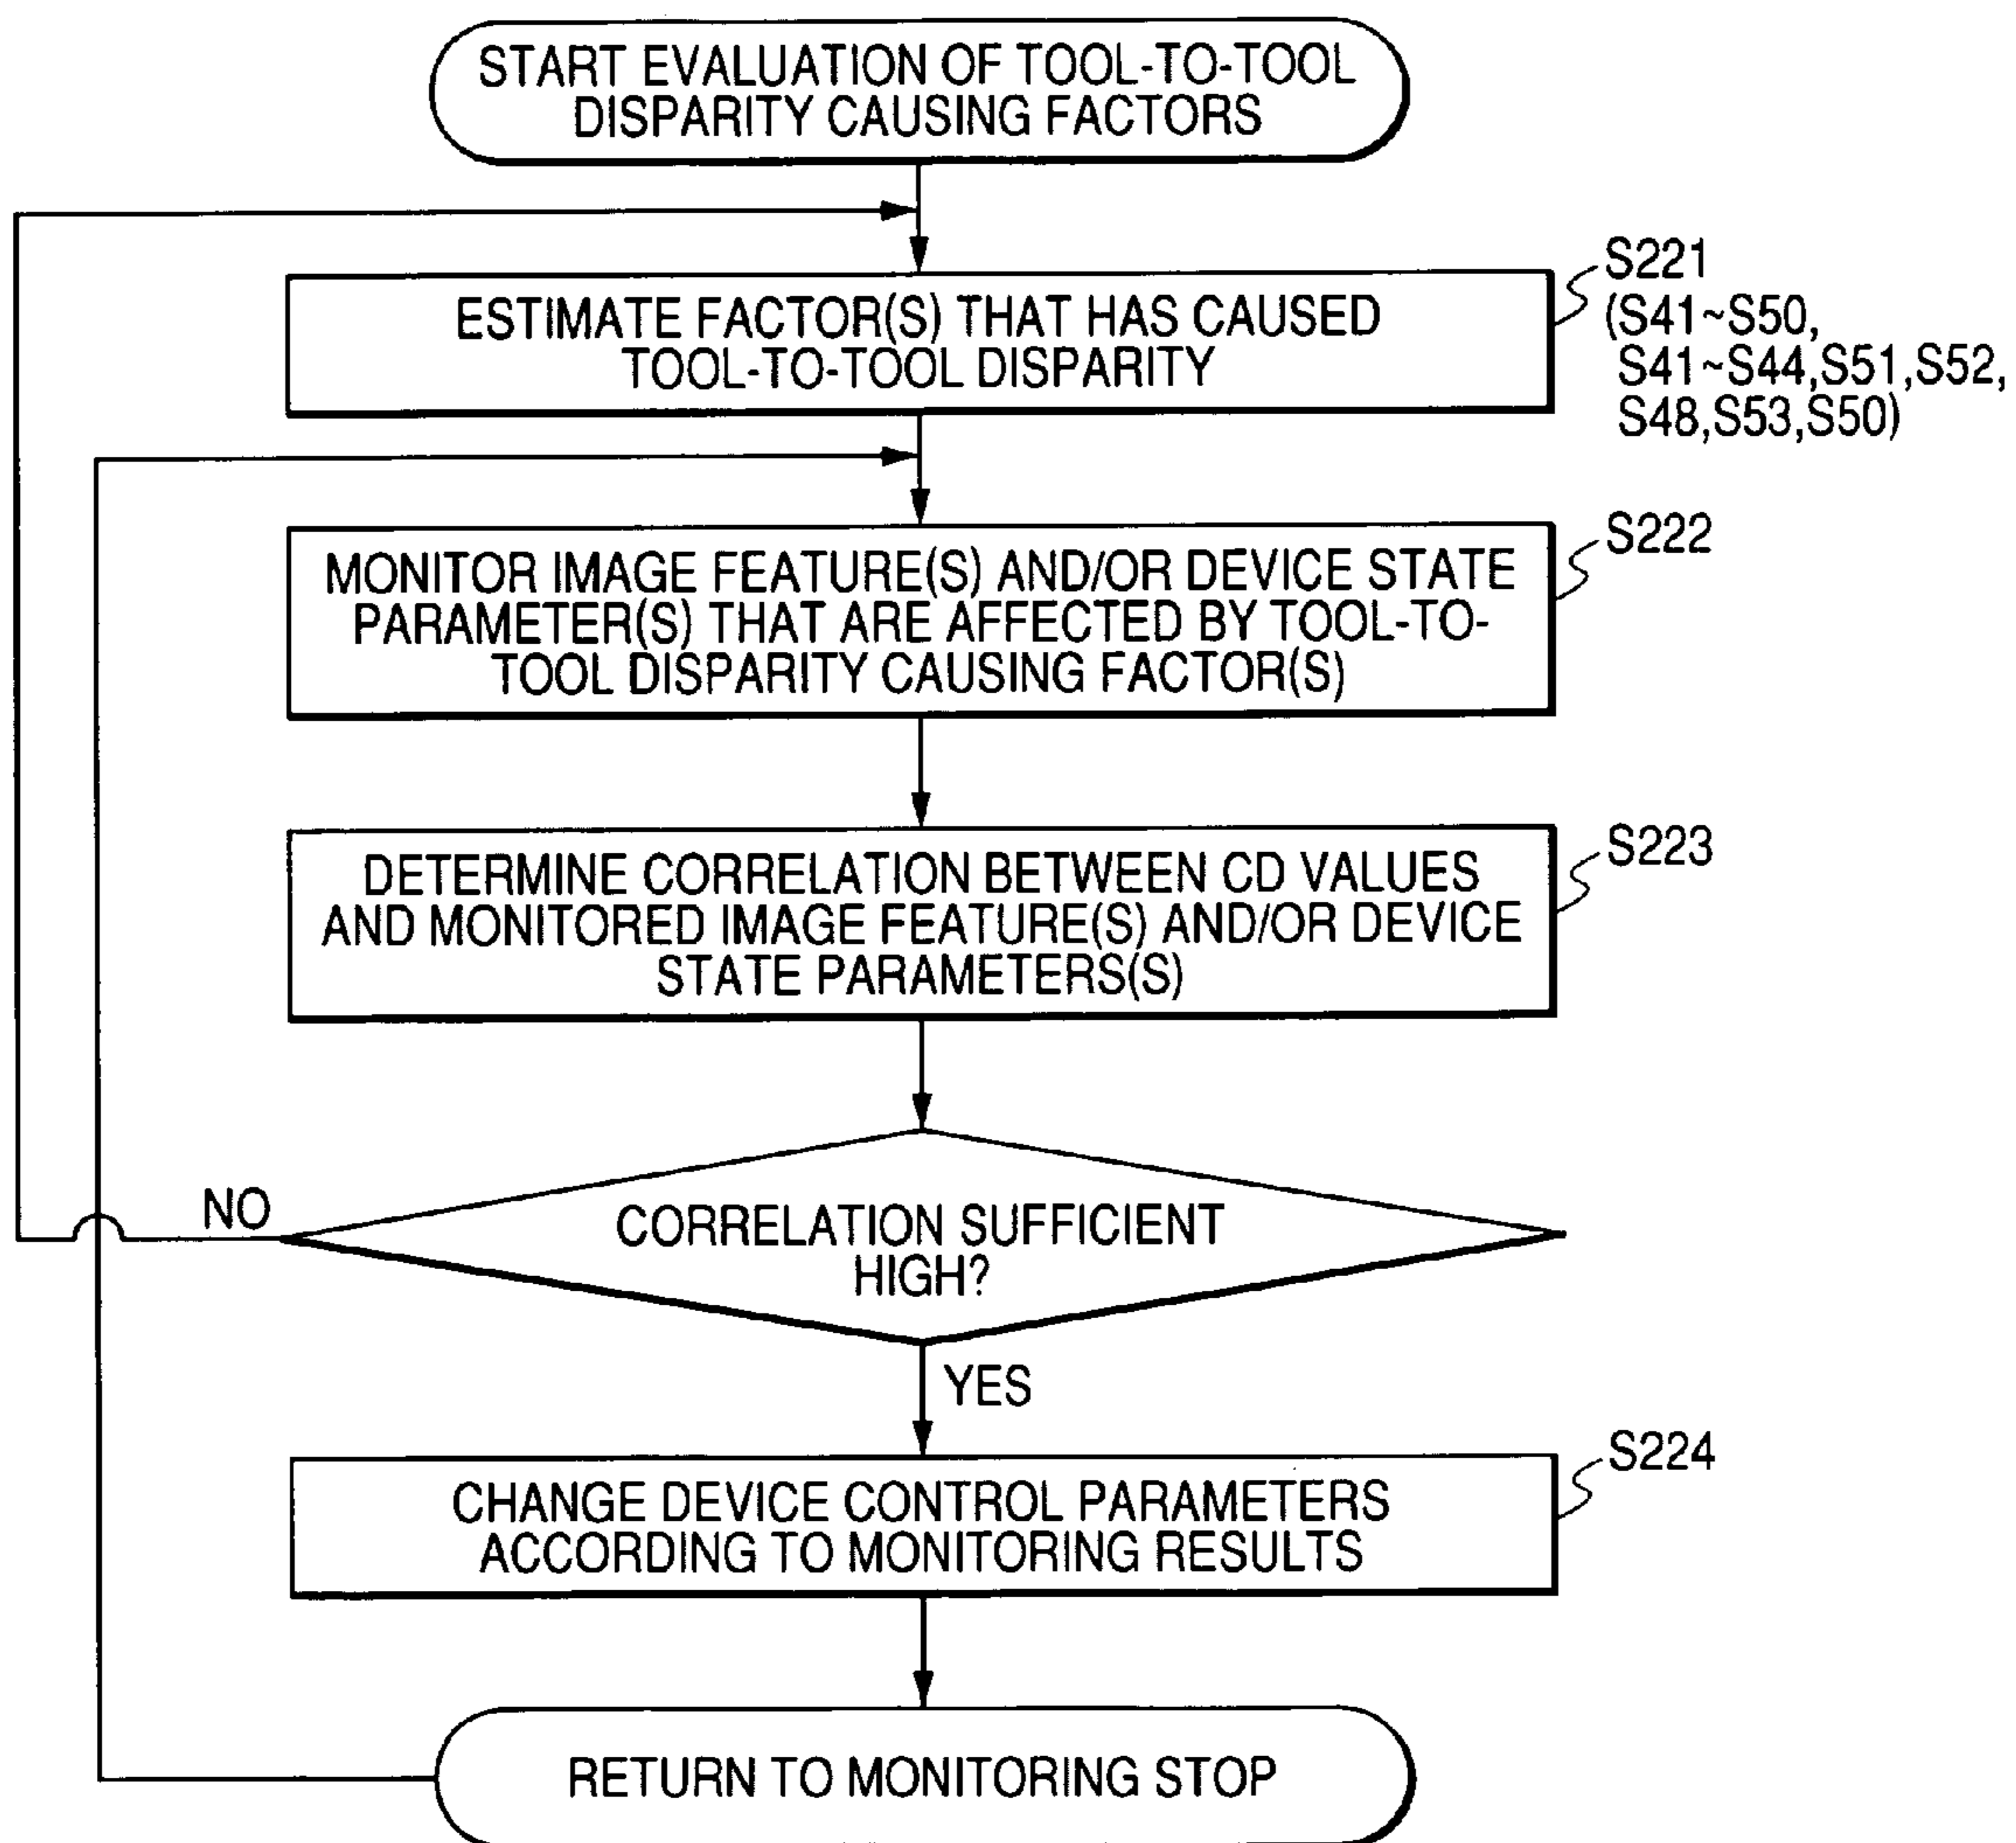 START EVALUATION OF TOOL-TO-TOOL
DISPARITY CAUSING FACTORS
ESTIMATE FACTOR(S) THAT HAS CAUSED
TOOL-TO-TOOL DISPARITY
S221
(S41~S50,
S41~S44,S51,S52,
S48,S53,S50)
MONITOR IMAGE FEATURE(S) AND/OR DEVICE STATE
PARAMETER(S) THAT ARE AFFECTED BY TOOL-TO-
TOOL DISPARITY CAUSING FACTOR(S)
S222
DETERMINE CORRELATION BETWEEN CD VALUES
AND MONITORED IMAGE FEATURE(S) AND/OR DEVICE
STATE PARAMETERS(S)
S223
NO
CORRELATION SUFFICIENT
HIGH?
YES
CHANGE DEVICE CONTROL PARAMETERS
ACCORDING TO MONITORING RESULTS
S224
RETURN TO MONITORING STOP